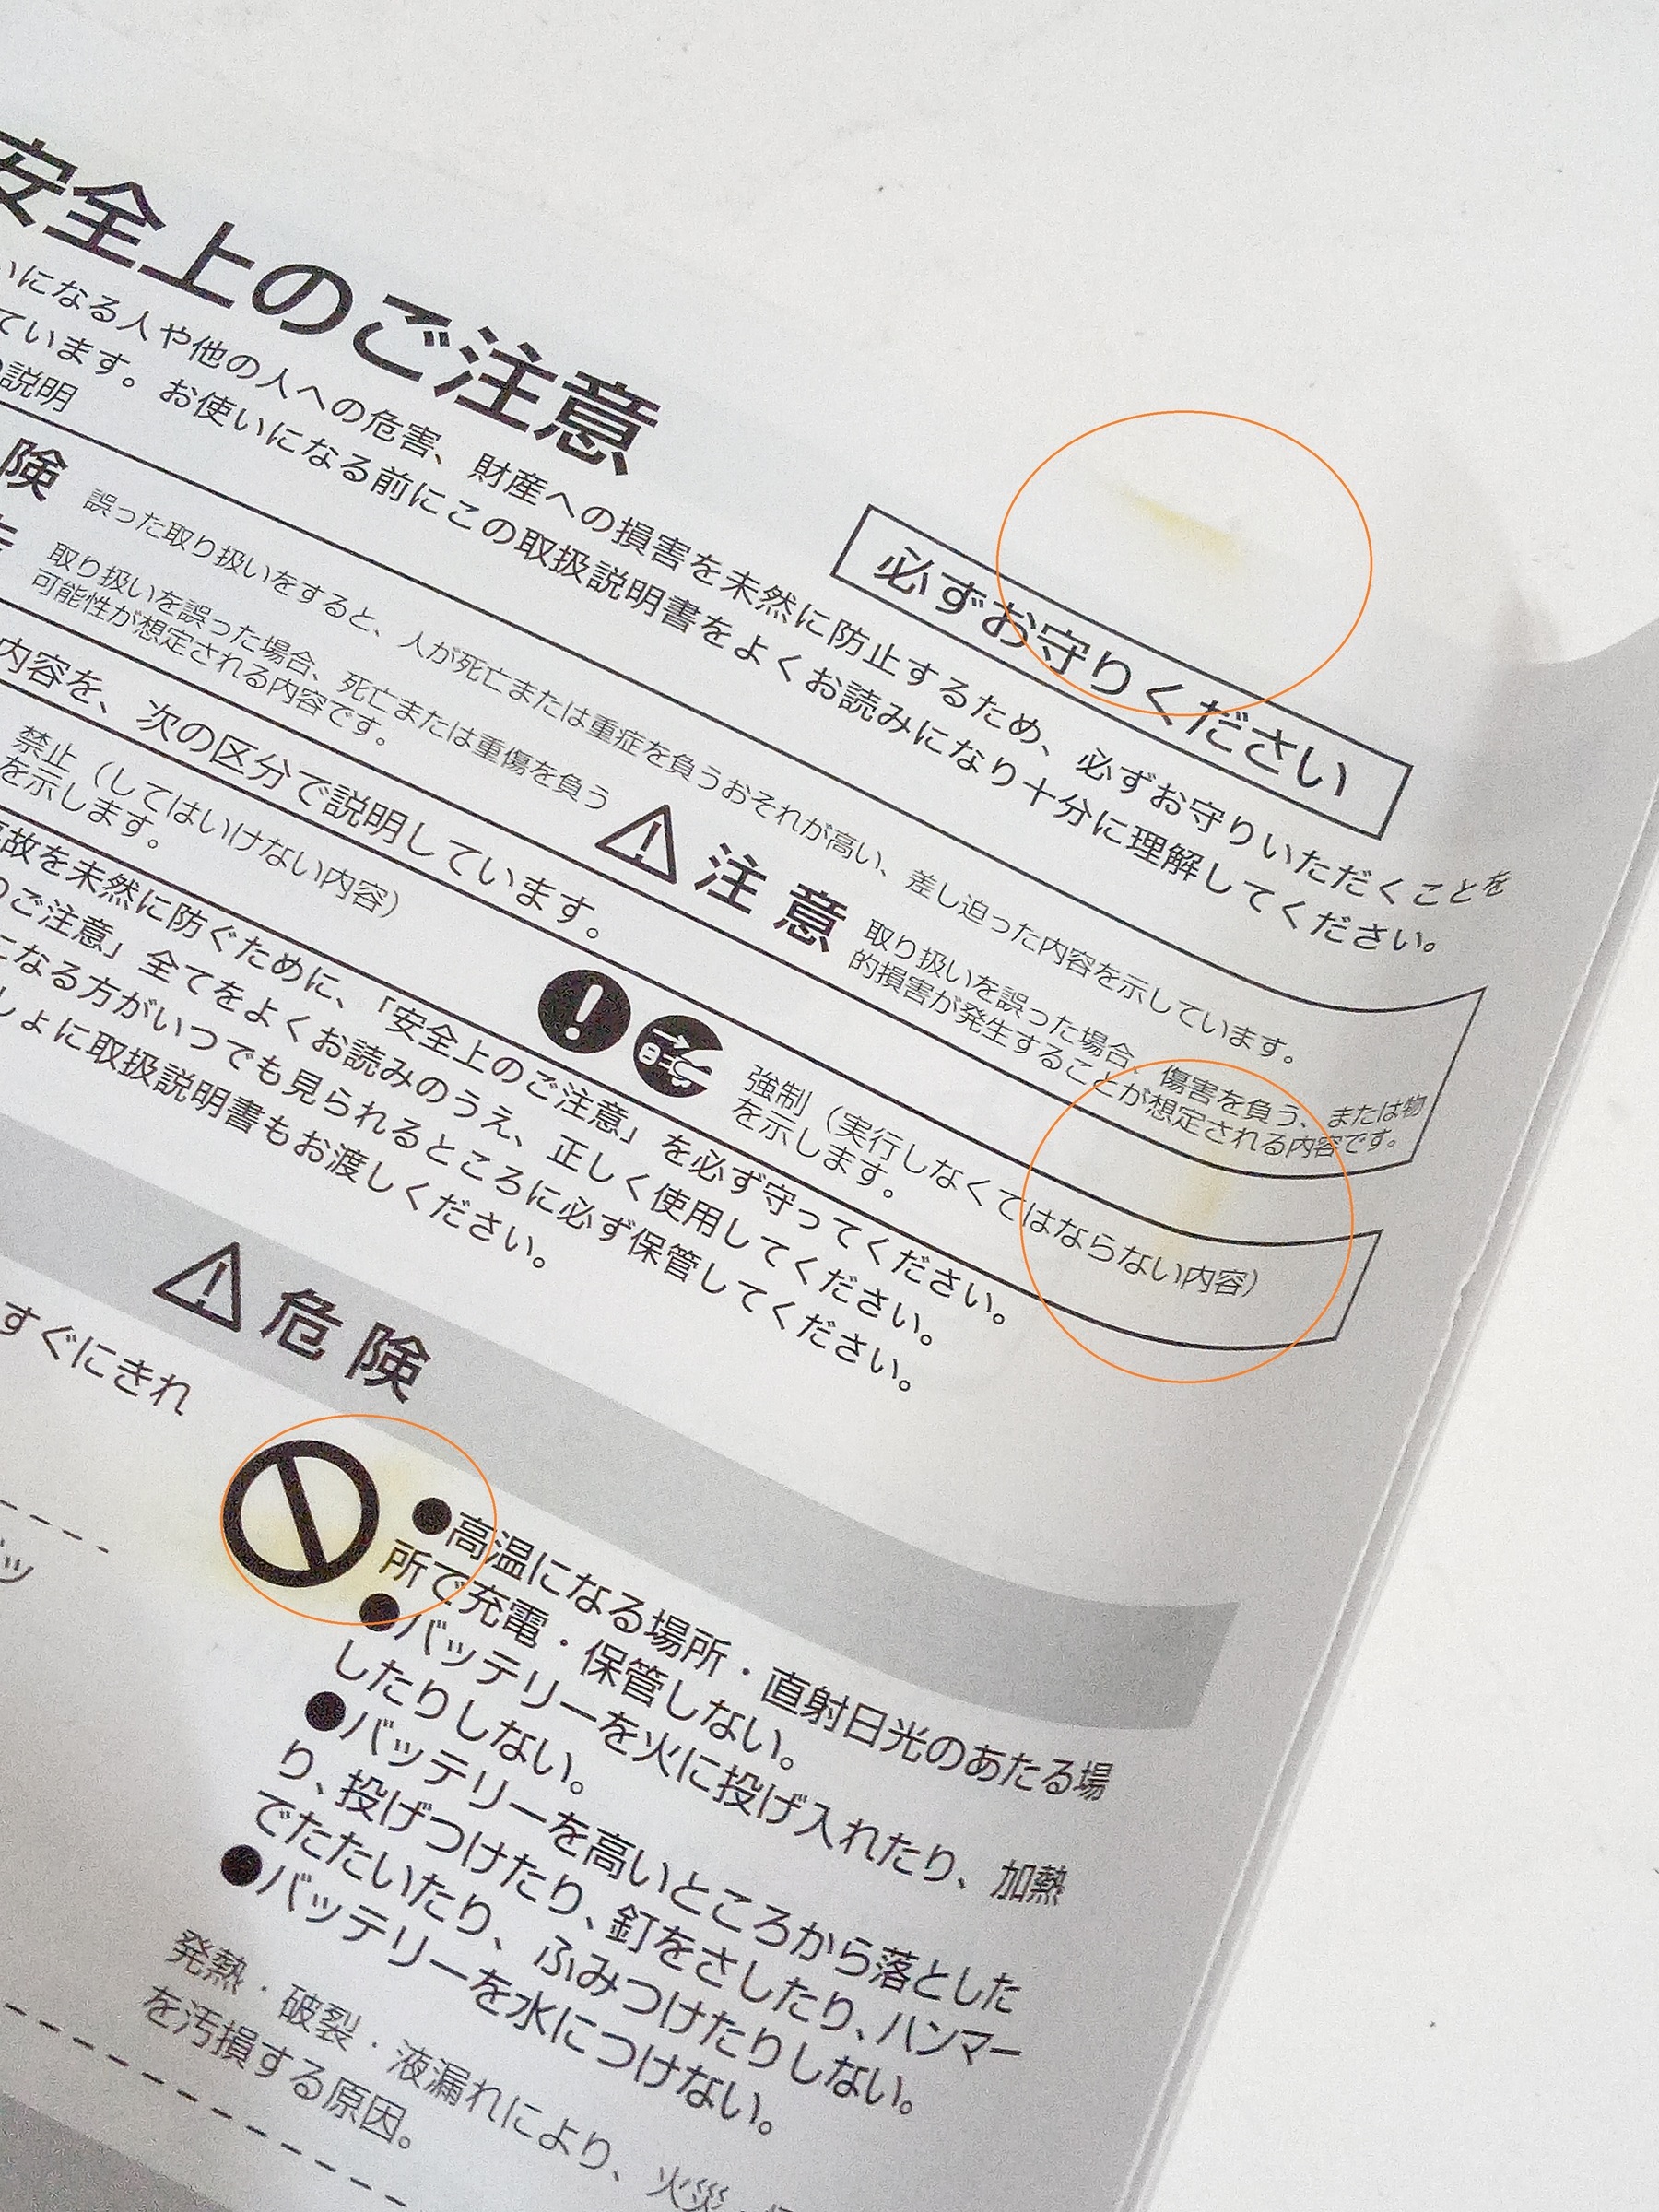 安全上のご注意
必ずお守りください
いになる人や他の人への危害、財産への損害を未然に防止するため、必ずお守りいただくことを
ています。お使いになる前にこの取扱説明書をよくお読みになり十分に理解してください。
説明
険
誤った取り扱いをすると、人が死亡または重症を負うおそれが高い、差し迫った内容を示しています。
取り扱いを誤った場合、死亡または重傷を負う
可能性が想定される内容です。
注意
取り扱いを誤った場合、傷害を負う、または物
的損害が発生することが想定される内容です。
内容を、次の区分で説明しています。
禁止（してはいけない内容）
を示します。
強制（実行しなくてはならない内容）
を示します。
故を未然に防ぐために、「安全上のご注意」を必ず守ってください。
のご注意」全てをよくお読みのうえ、正しく使用してください。
になる方がいつでも見られるところに必ず保管してください。
しょに取扱説明書もお渡しください。
危険
すぐにきれ
ッ
●高温になる場所・直射日光のあたる場
所で充電・保管しない。
●バッテリーを火に投げ入れたり、加熱
したりしない。
●バッテリーを高いところから落とした
り、投げつけたり、釘をさしたり、ハンマー
でたたいたり、ふみつけたりしない。
●バッテリーを水につけない。
発熱・破裂・液漏れにより、火災・
を汚損する原因。